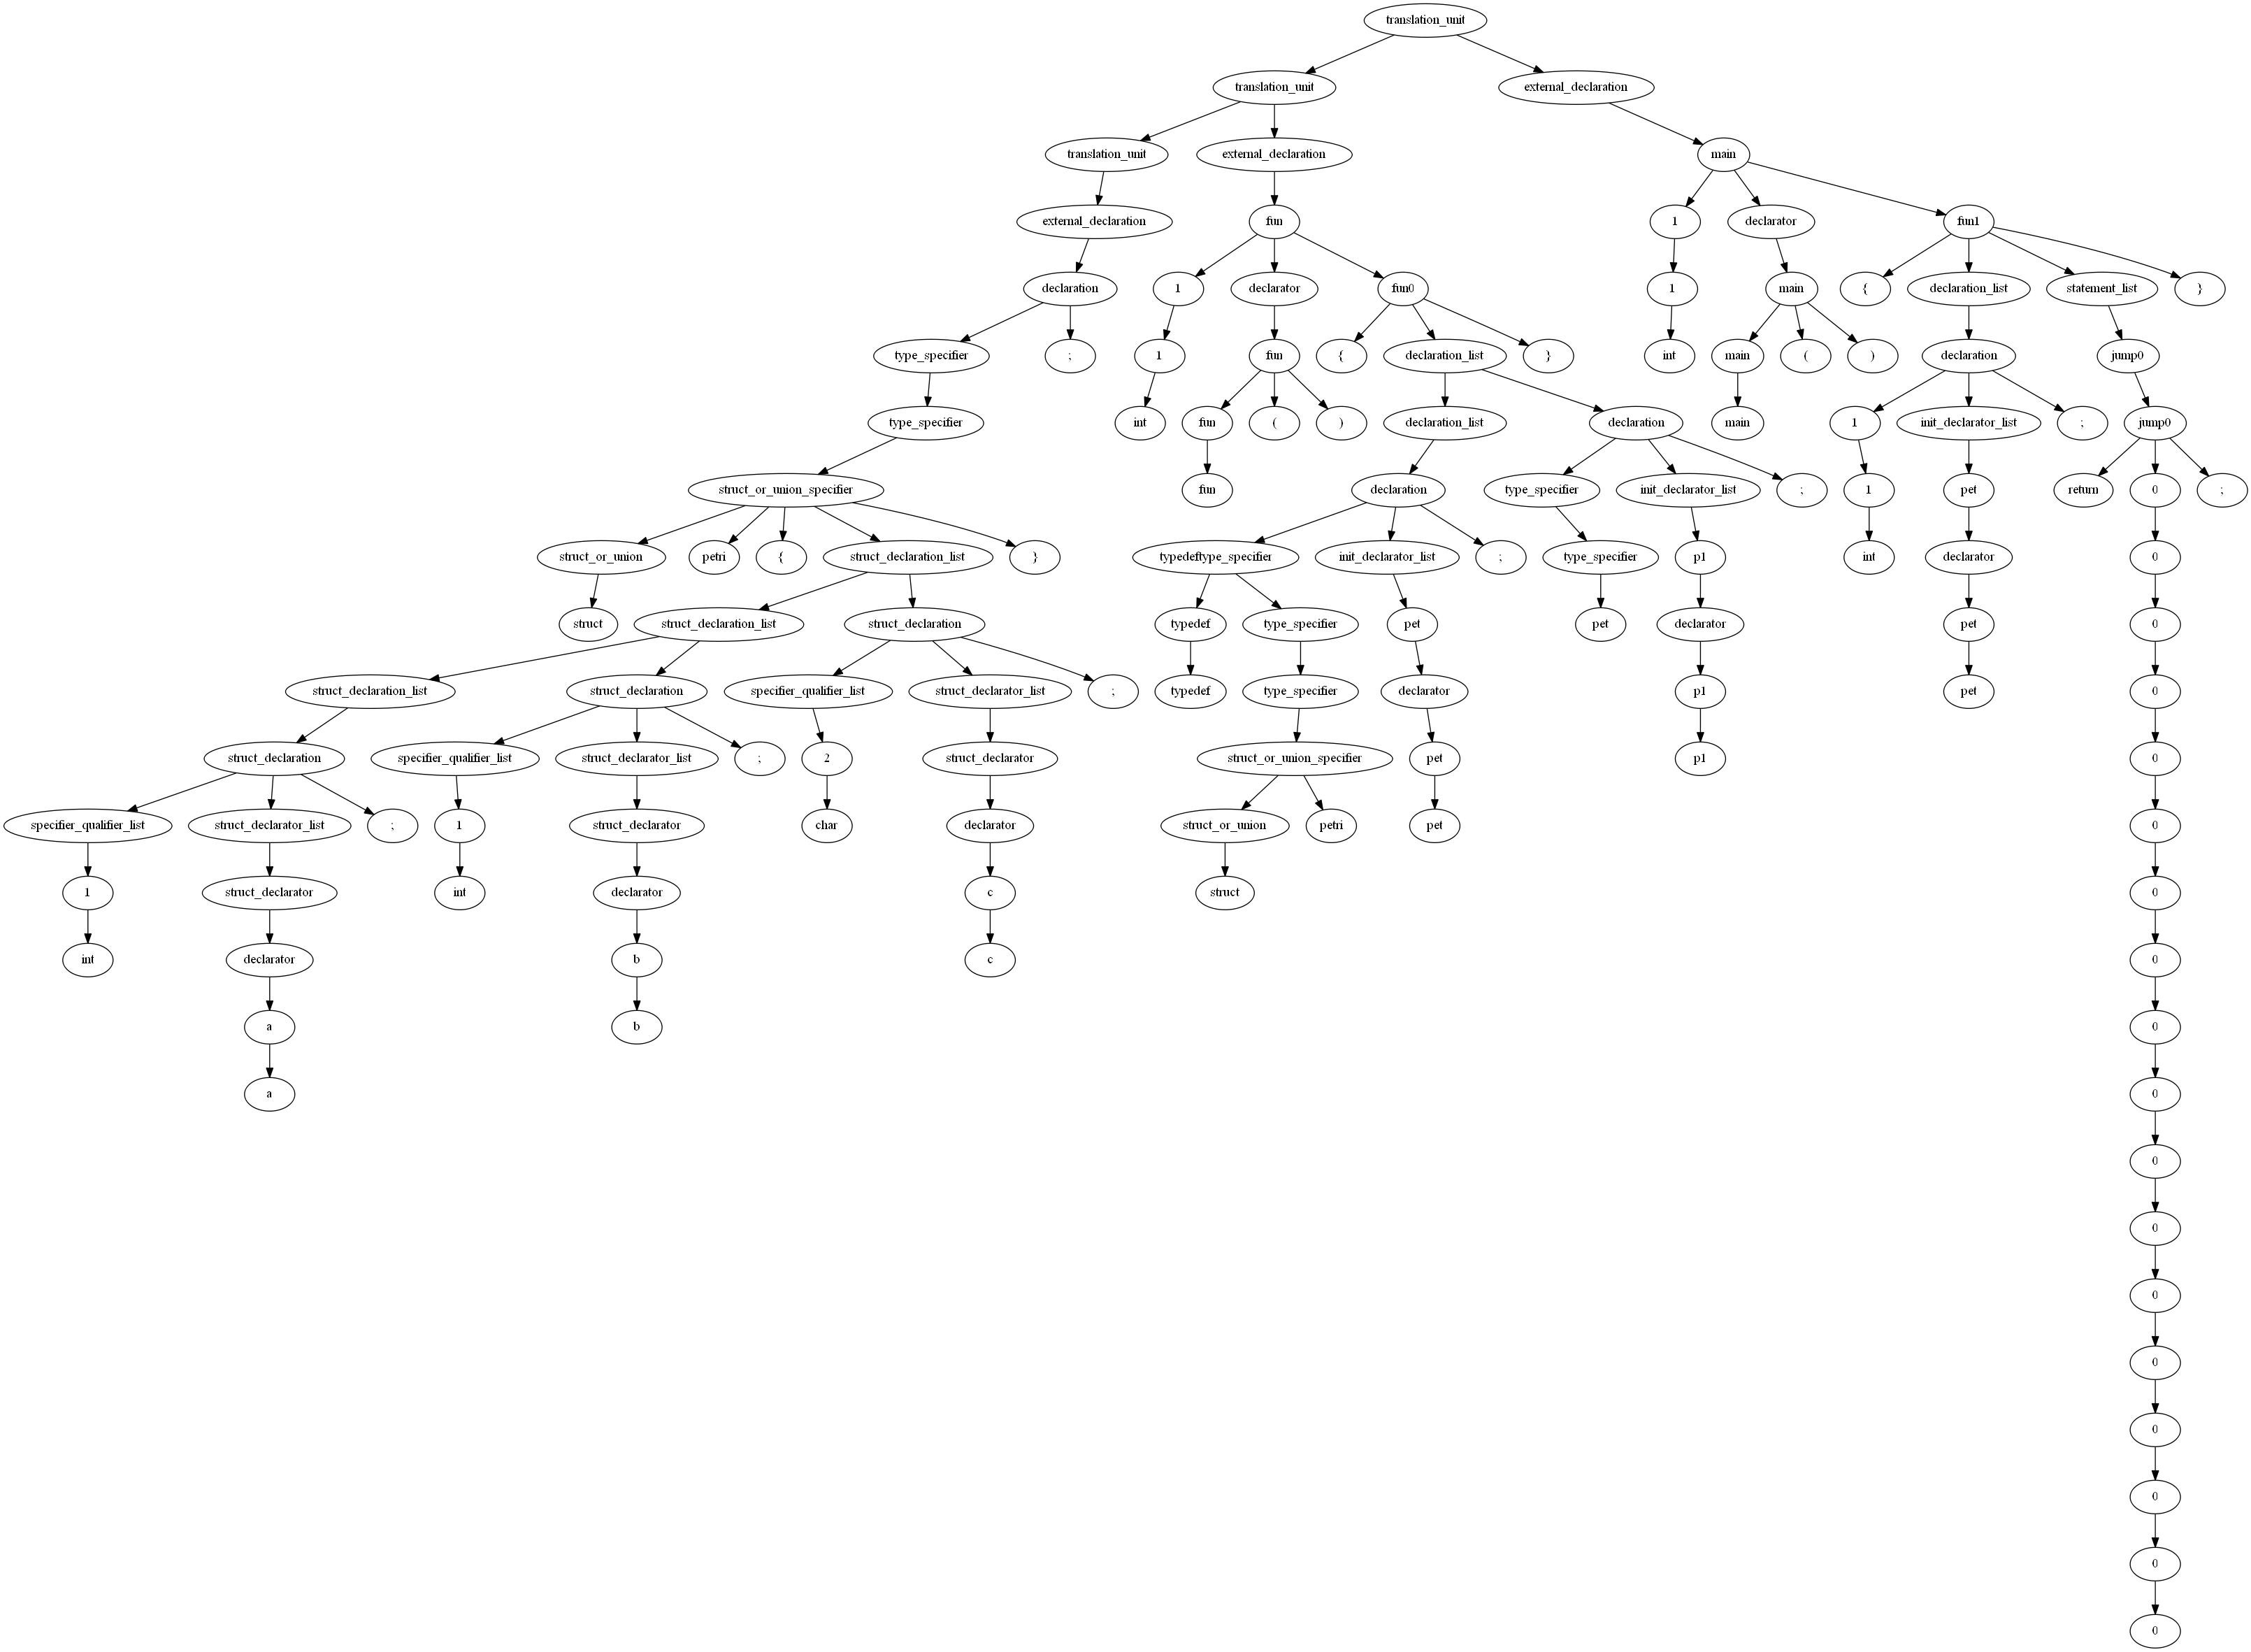 translation_unit
translation_unit external_declaration
translation_unit external_declaration main
external_declaration fun 1 declarator fun1
declaration 1 declarator fun0 1 main { declaration_list statement_list }
type_specifier ; 1 fun { declaration_list } int main ( ) declaration jump0
type_specifier int fun ( ) declaration_list declaration main 1 init_declarator_list ; jump0
struct_or_union_specifier fun declaration type_specifier init_declarator_list ; 1 pet return 0 ;
struct_or_union petri { struct_declaration_list } typedeftype_specifier init_declarator_list ; type_specifier p1 int declarator 0
struct struct_declaration_list struct_declaration typedef type_specifier pet pet declarator pet 0
struct_declaration_list struct_declaration specifier_qualifier_list struct_declarator_list ; typedef type_specifier declarator p1 pet 0
struct_declaration specifier_qualifier_list struct_declarator_list ; 2 struct_declarator struct_or_union_specifier pet p1 0
specifier_qualifier_list struct_declarator_list ; 1 struct_declarator char declarator struct_or_union petri pet 0
1 struct_declarator int declarator c struct 0
int declarator b c 0
a b 0
a 0
0
0
0
0
0
0
0
0